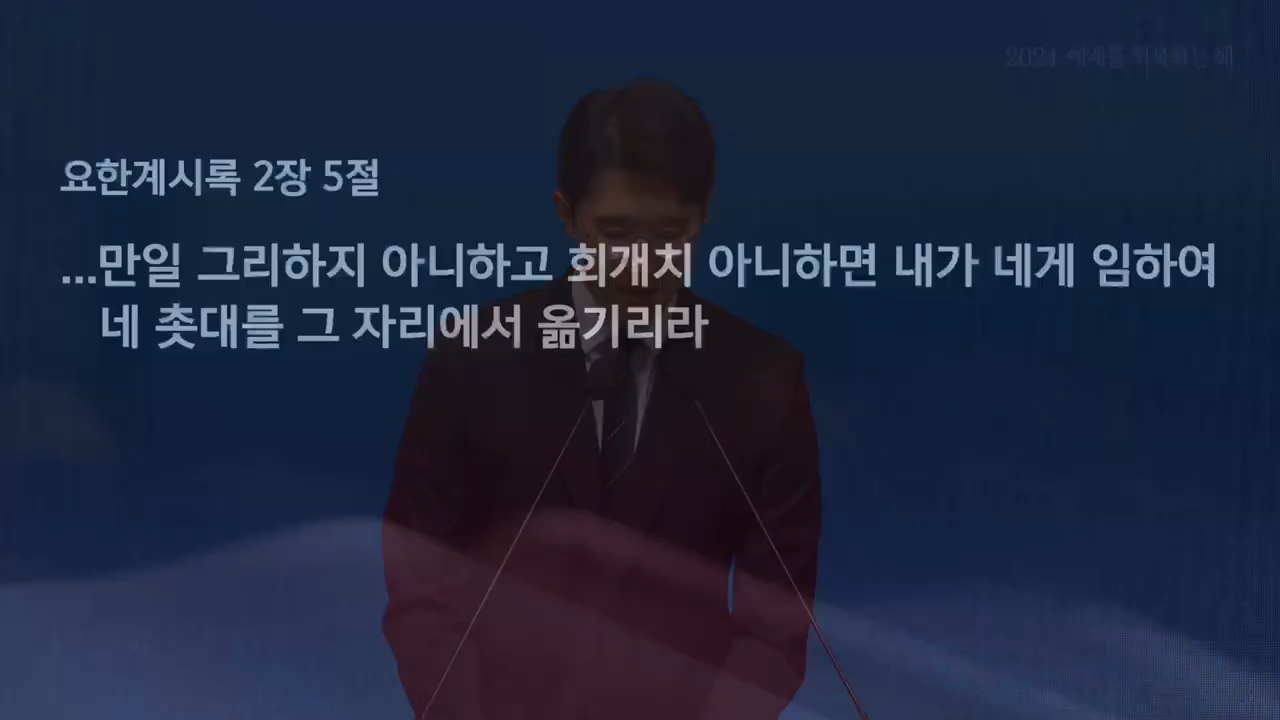 요한계시록 2장 5절
...만일 그리하지 아니하고 회개치 아니하면 내가 네게 임하여
네 촛대를 그 자리에서 옮기리라